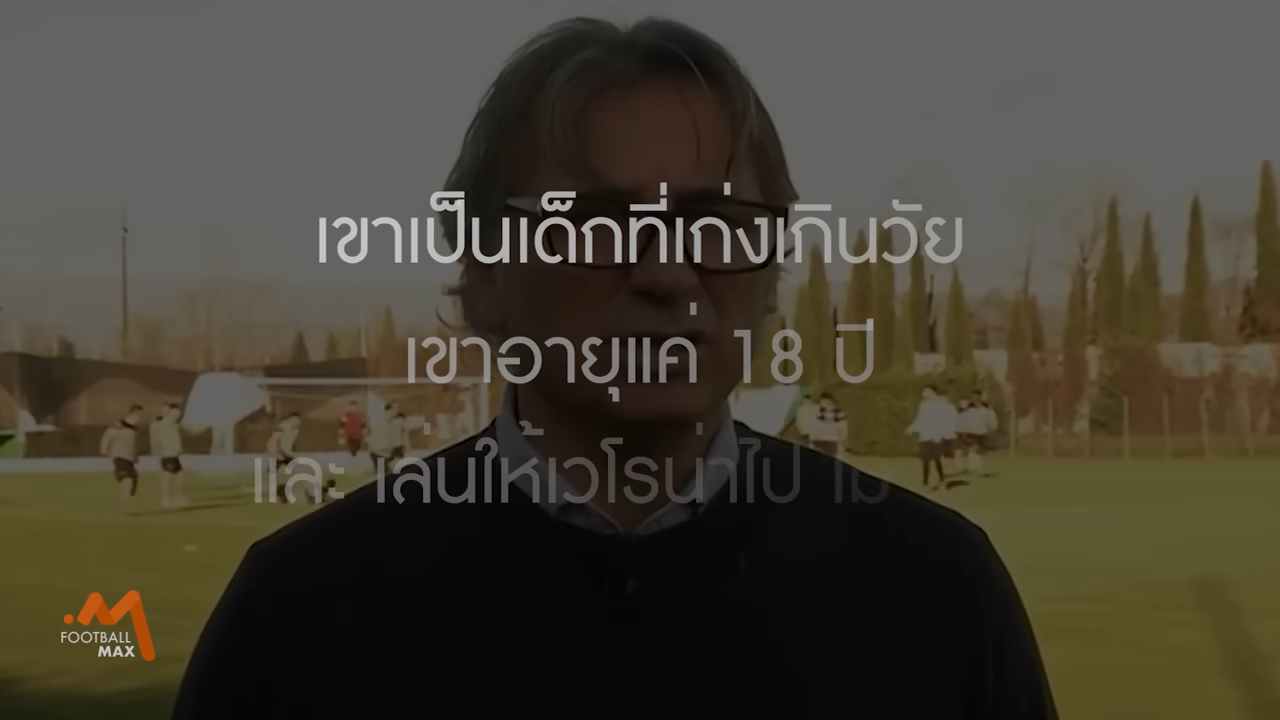 เขาเป็นเด็กที่เก่งเกินวัย
เขาอายุแค่ 18 ปี
และ เล่นให้เวโรน่าไป
FOOTBALL
MAX